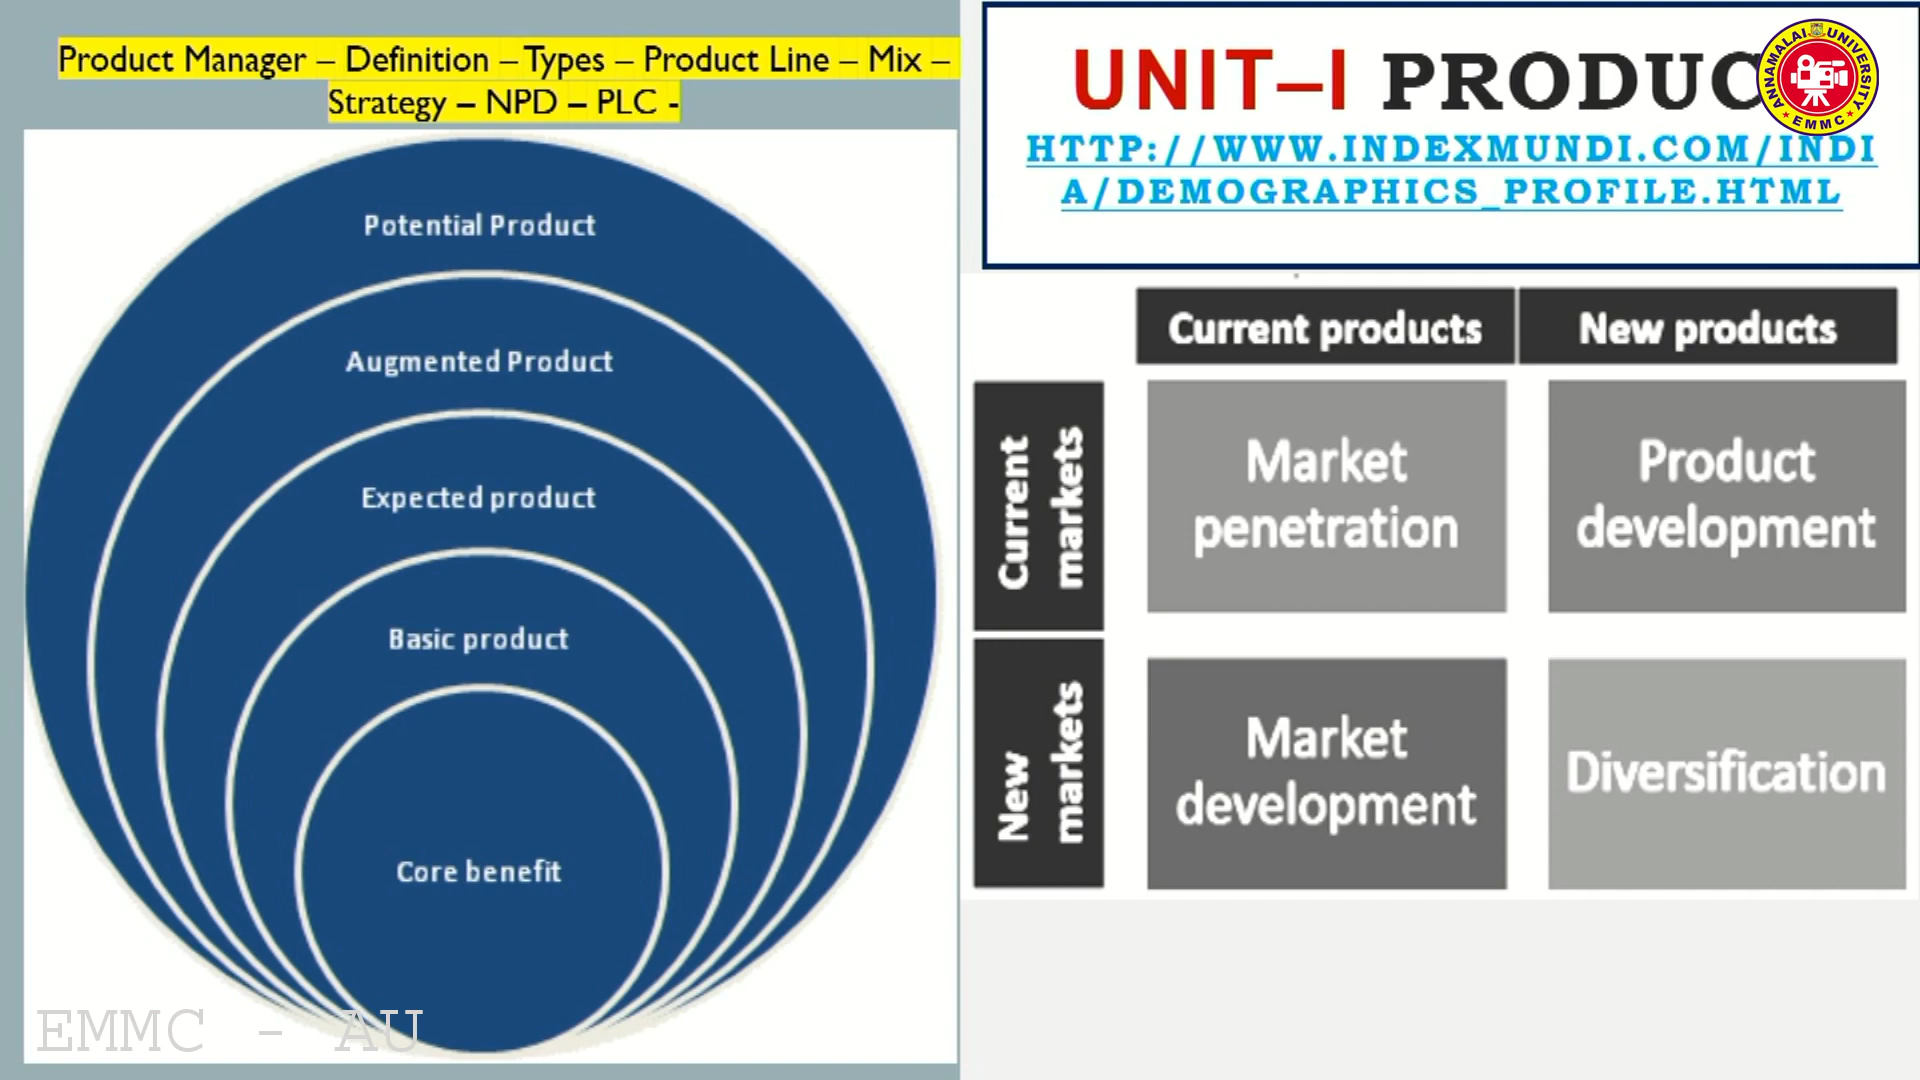 Product Manager – Definition – Types – Product Line – Mix –
Strategy – NPD – PLC -
Potential Product
Augmented Product
Expected product
Basic product
Core benefit
EMMC - AU
UNIT–I PRODUC
ANNAMALAI UNIVERSITY
EMMC
HTTP://WWW.INDEXMUNDI.COM/INDI
A/DEMOGRAPHICS_PROFILE.HTML
Current products
New products
Current
markets
Market
penetration
Product
development
New
markets
Market
development
Diversification